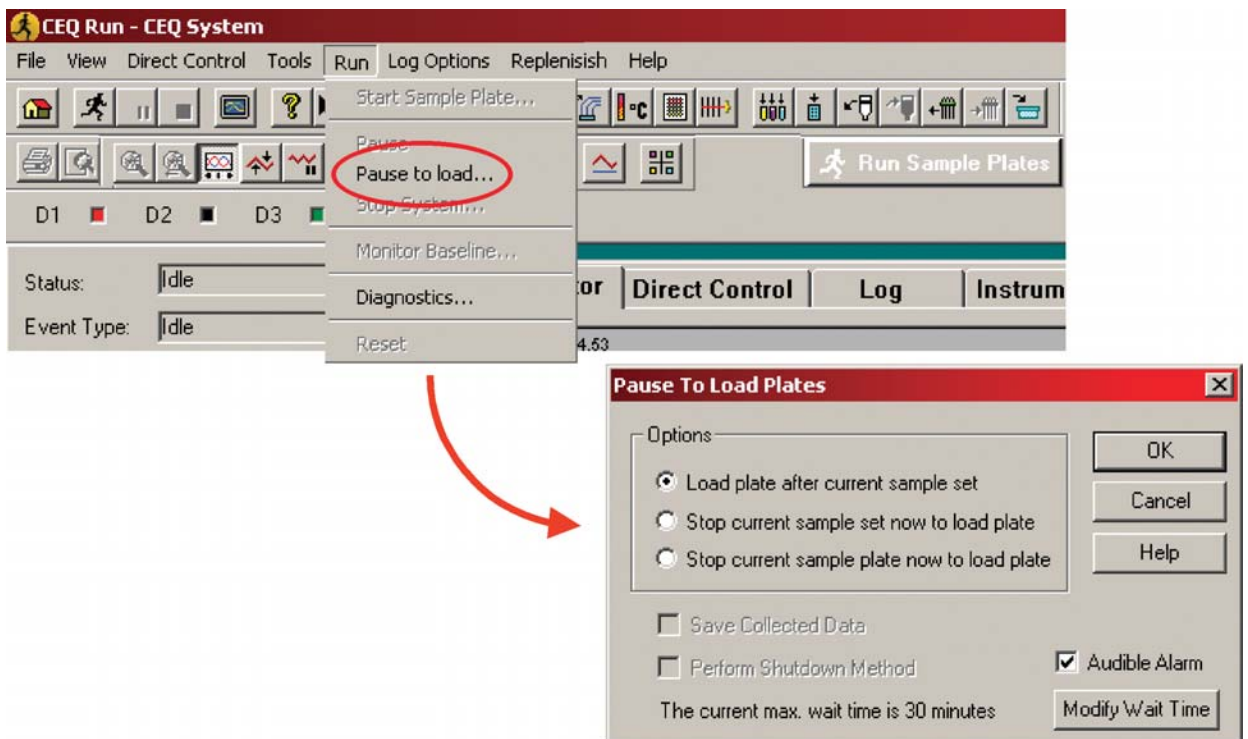 CEQ Run - CEQ System
File View Direct Control Tools Run Log Options Replenisish Help
Start Sample Plate...
°C
Pause
Run Sample Plates
Pause to load...
Stop System...
D1 D2 D3
Monitor Baseline...
Status: Idle
or Direct Control Log Instrum
Diagnostics...
Event Type: Idle
Reset
4.53
Pause To Load Plates
Options
OK
Load plate after current sample set
Cancel
Stop current sample set now to load plate
Help
Stop current sample plate now to load plate
Save Collected Data
Perform Shutdown Method
Audible Alarm
The current max. wait time is 30 minutes
Modify Wait Time